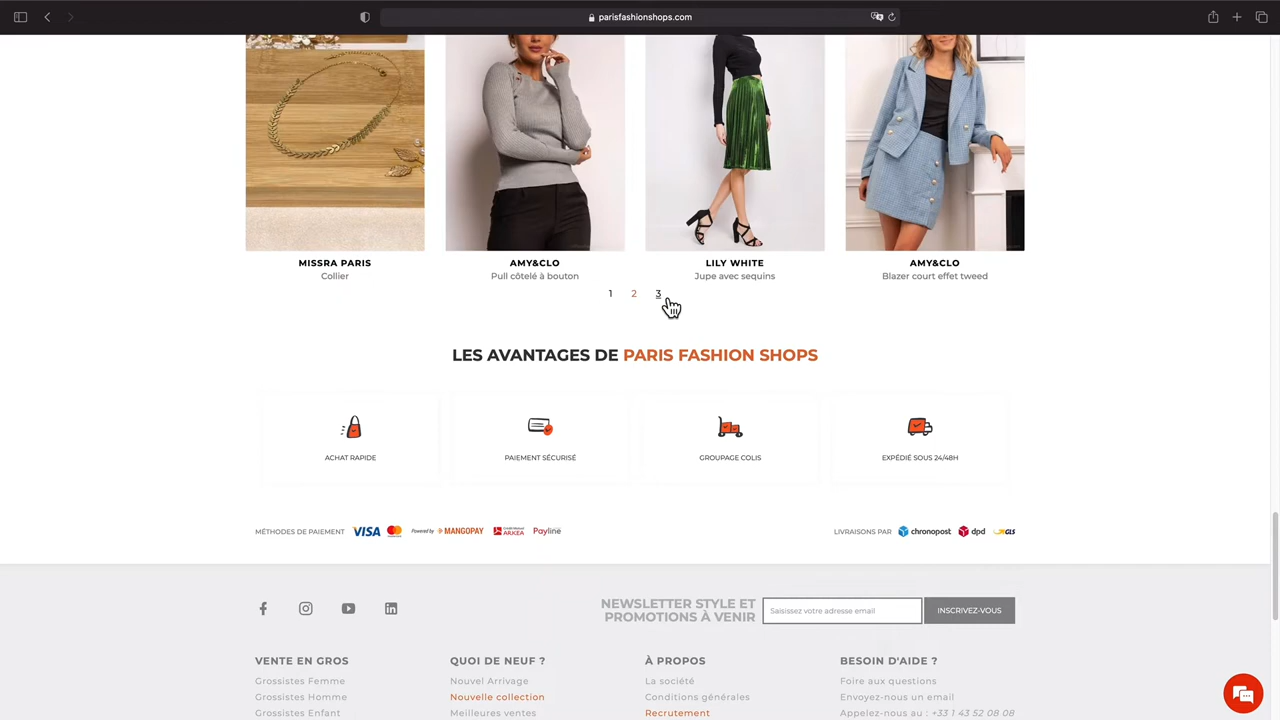 parisfashionshops.com
MISSRA PARIS
Collier
AMY&CLO
Pull côtelé à bouton
LILY WHITE
Jupe avec sequins
AMY&CLO
Blazer court effet tweed
1 2 3
LES AVANTAGES DE PARIS FASHION SHOPS
ACHAT RAPIDE
PAIEMENT SÉCURISÉ
GROUPAGE COLIS
EXPÉDIÉ SOUS 24/48H
MÉTHODES DE PAIEMENT VISA Powered by MANGOPAY Crédit Mutuel ARKEA Payline
LIVRAISONS PAR chronopost dpd GLS
NEWSLETTER STYLE ET
PROMOTIONS À VENIR
Saisissez votre adresse email
INSCRIVEZ-VOUS
VENTE EN GROS
Grossistes Femme
Grossistes Homme
Grossistes Enfant
QUOI DE NEUF ?
Nouvel Arrivage
Nouvelle collection
Meilleures ventes
À PROPOS
La société
Conditions générales
Recrutement
BESOIN D'AIDE ?
Foire aux questions
Envoyez-nous un email
Appelez-nous au : +33 1 43 52 08 08